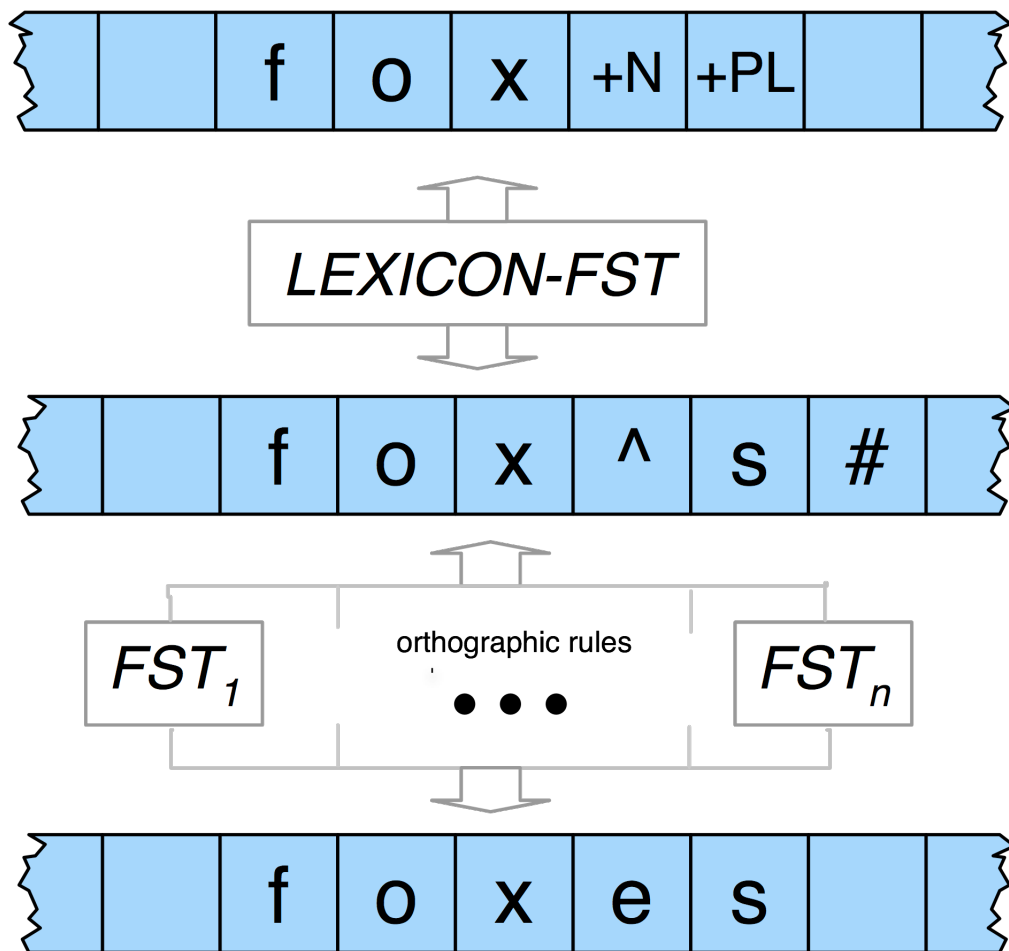 f o x +N +PL
LEXICON-FST
f o x ^ s #
orthographic rules
FST1 ••• FSTn
f o x e s